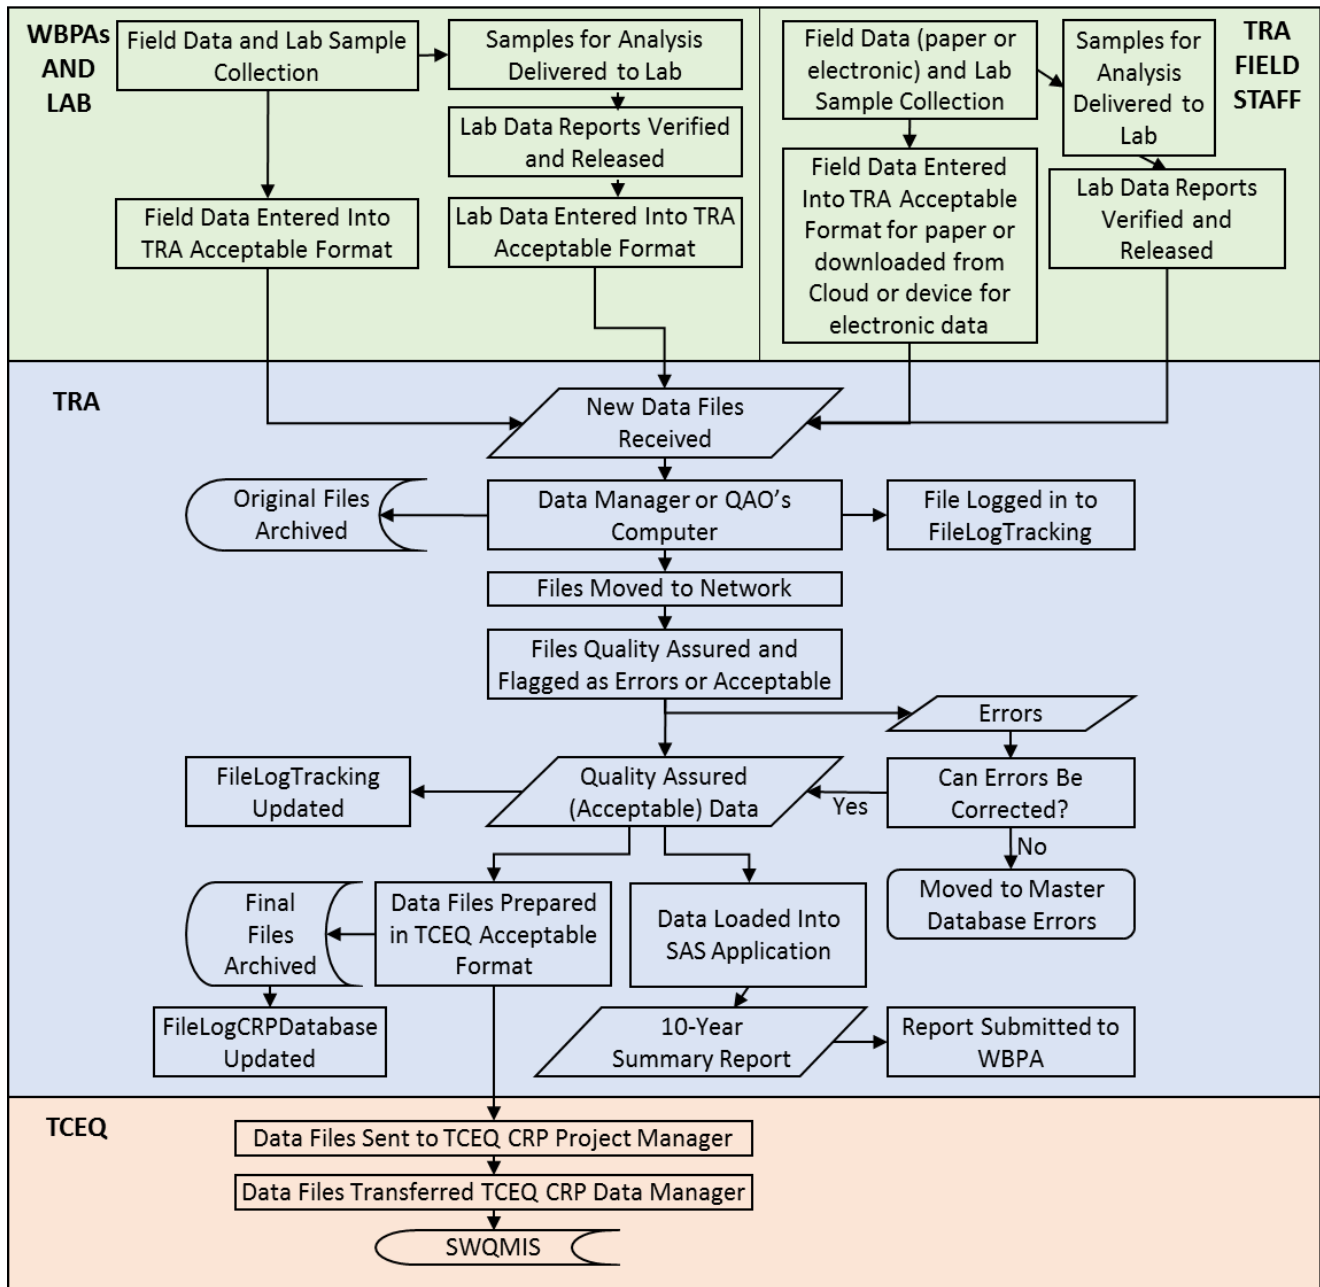 WBPAs
AND
LAB
Field Data and Lab Sample
Collection
Samples for Analysis
Delivered to Lab
Lab Data Reports Verified
and Released
Field Data Entered Into
TRA Acceptable Format
Lab Data Entered Into TRA
Acceptable Format
TRA
FIELD
STAFF
Field Data (paper or
electronic) and Lab
Sample Collection
Samples for
Analysis
Delivered to
Lab
Field Data Entered
Into TRA Acceptable
Format for paper or
downloaded from
Cloud or device for
electronic data
Lab Data Reports
Verified and
Released
TRA
New Data Files
Received
Original Files
Archived
Data Manager or QAO's
Computer
File Logged in to
FileLogTracking
Files Moved to Network
Files Quality Assured and
Flagged as Errors or Acceptable
Errors
FileLogTracking
Updated
Quality Assured
(Acceptable) Data
Yes
Can Errors Be
Corrected?
No
Final
Files
Archived
Data Files Prepared
in TCEQ Acceptable
Format
Data Loaded Into
SAS Application
Moved to Master
Database Errors
FileLogCRPDatabase
Updated
10-Year
Summary Report
Report Submitted to
WBPA
TCEQ
Data Files Sent to TCEQ CRP Project Manager
Data Files Transferred TCEQ CRP Data Manager
SWQMIS